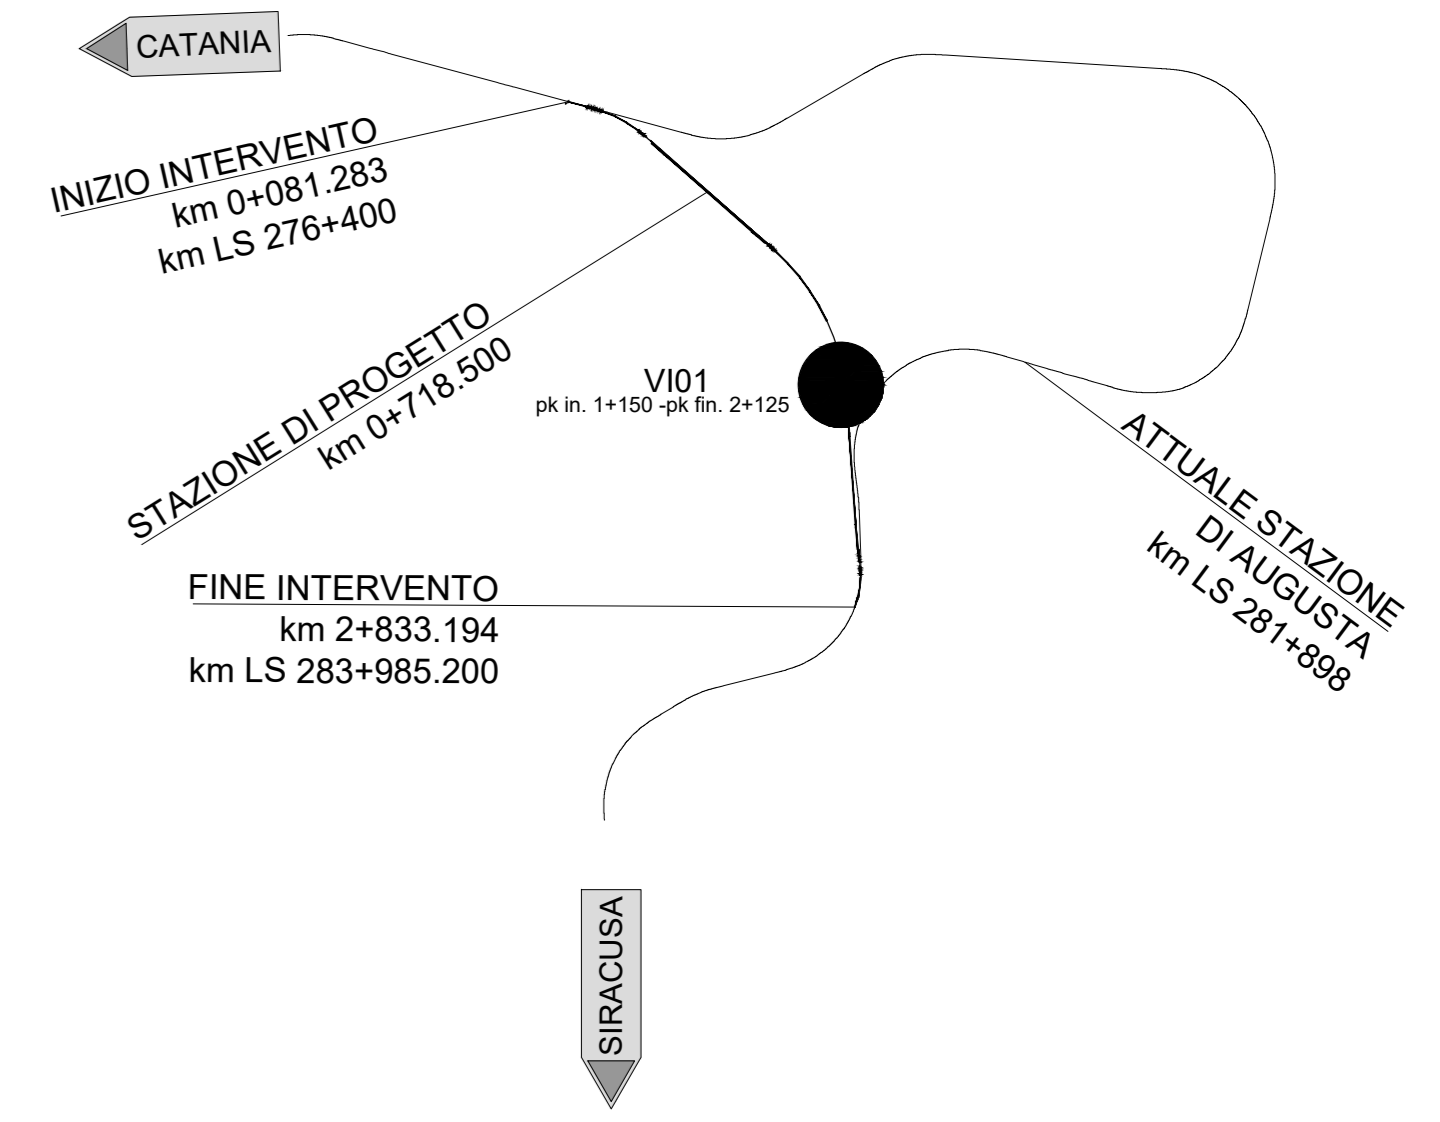 CATANIA
INIZIO INTERVENTO
km 0+081.283
km LS 276+400
STAZIONE DI PROGETTO
km 0+718.500
VI01
pk in. 1+150 -pk fin. 2+125
ATTUALE STAZIONE
DI AUGUSTA
km LS 281+898
FINE INTERVENTO
km 2+833.194
km LS 283+985.200
SIRACUSA